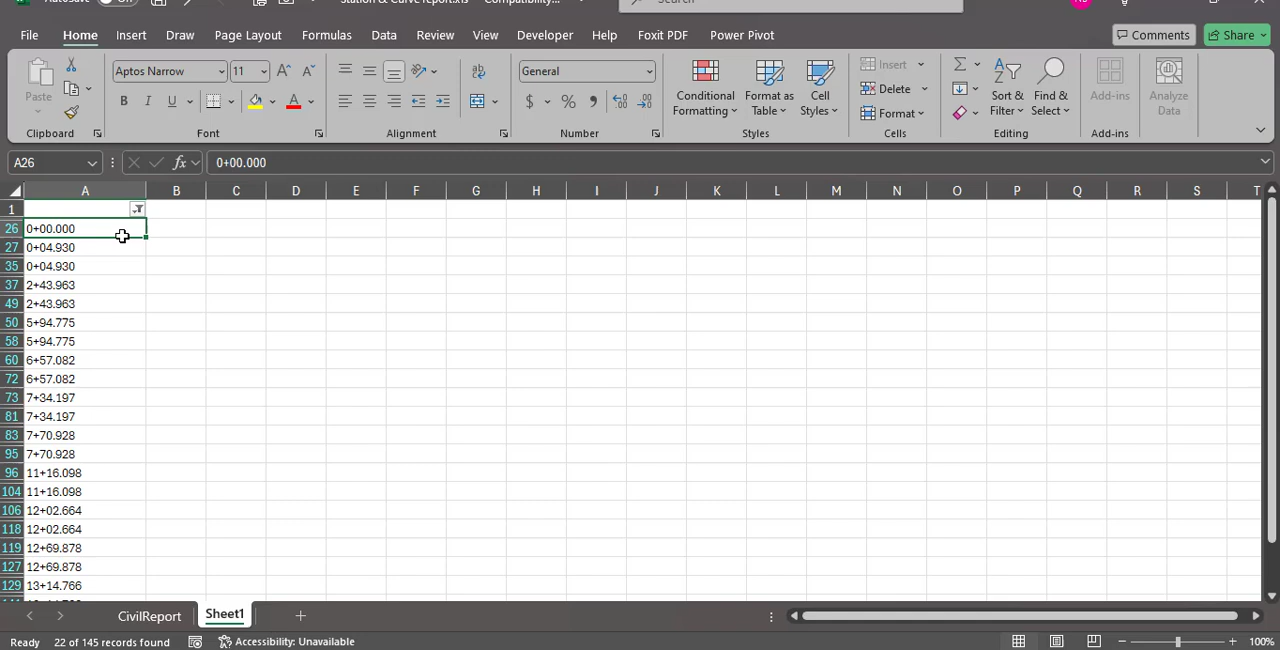 AutoSave Off Station & Curve report.xls - Compatibility... Search
File Home Insert Draw Page Layout Formulas Data Review View Developer Help Foxit PDF Power Pivot Comments Share
Paste Aptos Narrow 11 B I U A General $ % Conditional Formatting Format as Table Cell Styles Insert Delete Format Sort & Filter Find & Select Add-ins Analyze Data
Clipboard Font Alignment Number Styles Cells Editing Add-ins
A26 fx 0+00.000
A B C D E F G H I J K L M N O P Q R S T
1
26 0+00.000
27 0+04.930
35 0+04.930
37 2+43.963
49 2+43.963
50 5+94.775
58 5+94.775
60 6+57.082
72 6+57.082
73 7+34.197
81 7+34.197
83 7+70.928
95 7+70.928
96 11+16.098
104 11+16.098
106 12+02.664
118 12+02.664
119 12+69.878
127 12+69.878
129 13+14.766
CivilReport Sheet1
Ready 22 of 145 records found Accessibility: Unavailable 100%